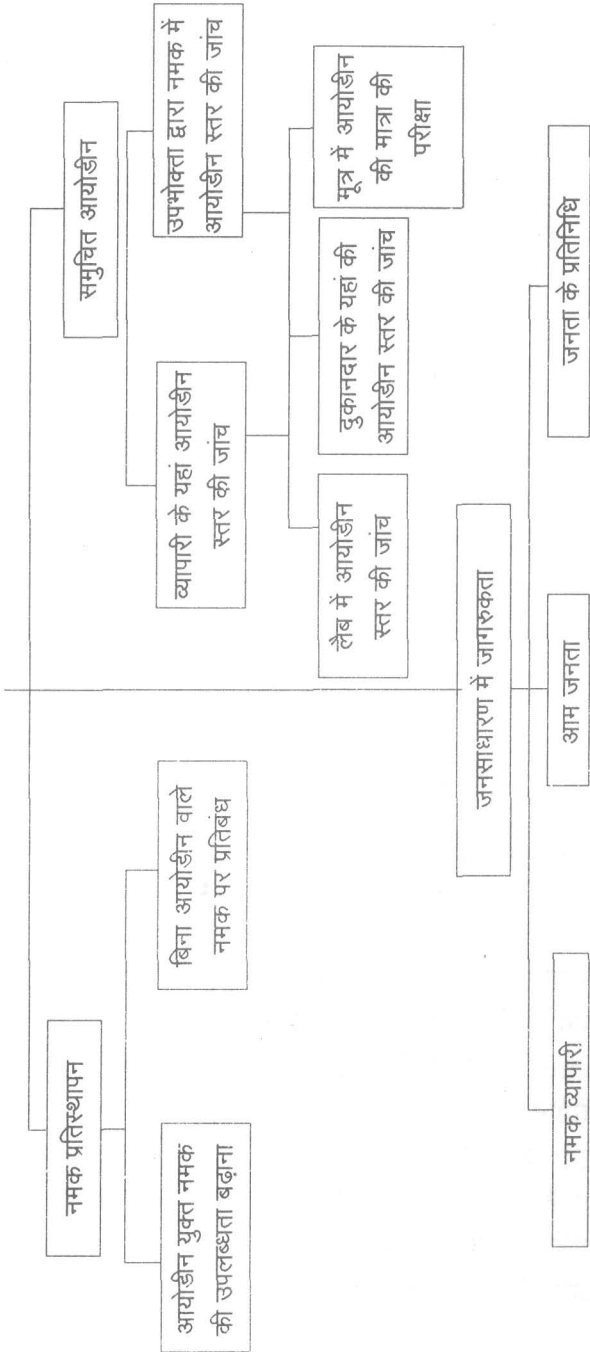 नमक प्रतिस्थापन
समुचित आयोडीन
आयोडीन युक्त नमक
की उपलब्धता बढ़ाना
बिना आयोडीन वाले
नमक पर प्रतिबंध
व्यापारी के यहां आयोडीन
स्तर की जांच
उपभोक्ता द्वारा नमक में
आयोडीन स्तर की जांच
लैब में आयोडीन
स्तर की जांच
दुकानदार के यहां की
आयोडीन स्तर की जांच
मूत्र में आयोडीन
की मात्रा की
परीक्षा
जनसाधारण में जागरुकता
नमक व्यापारी
आम जनता
जनता के प्रतिनिधि